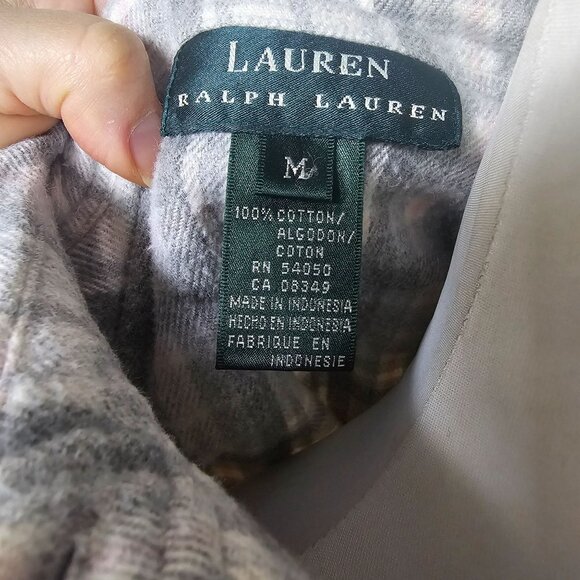 LAUREN
RALPH LAUREN
M
100% COTTON/
ALGODON/
COTON
RN 54050
CA 08349
MADE IN INDONESIA
HECHO EN INDONESIA
FABRIQUE EN
INDONESIE